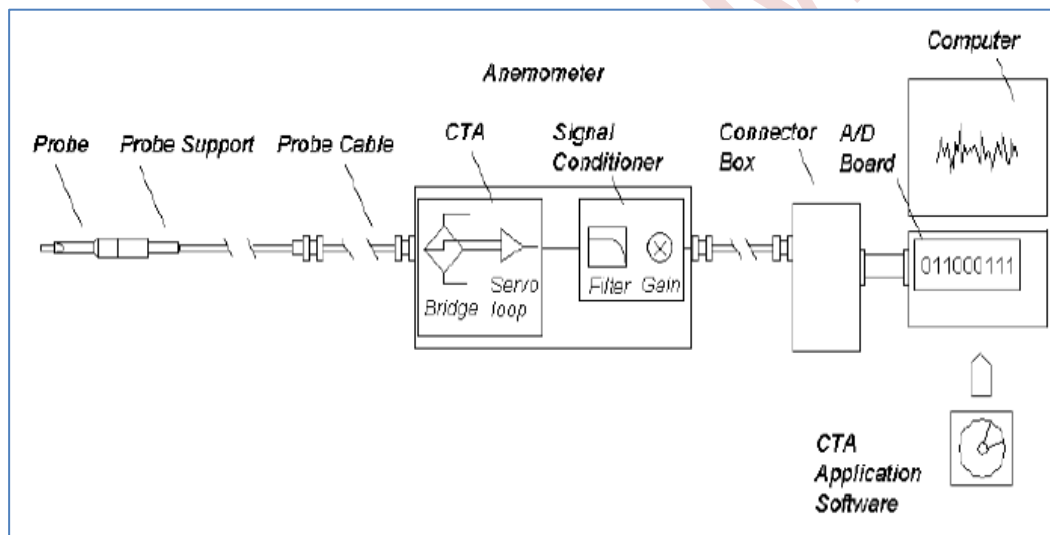 Computer
Anemometer
Probe
Probe Support
Probe Cable
CTA
Signal
Conditioner
Connector
Box
A/D
Board
011000111
Bridge
Servo
loop
Filter
Gain
CTA
Application
Software